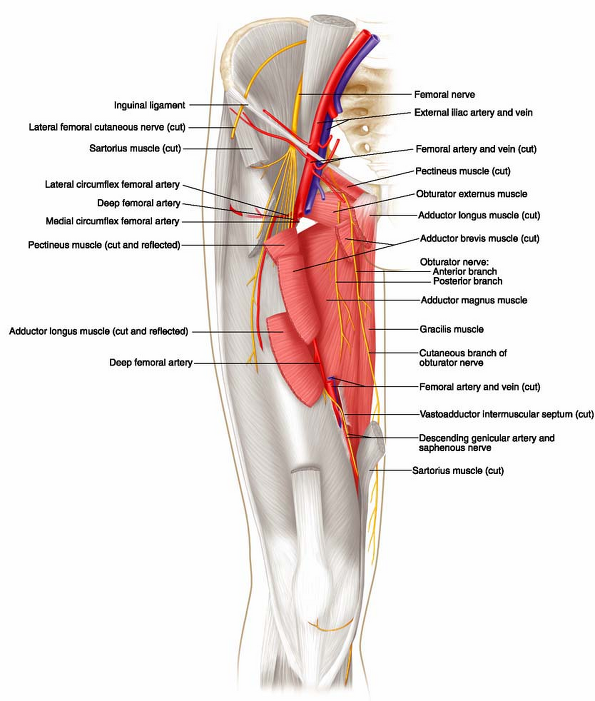 Inguinal ligament
Lateral femoral cutaneous nerve (cut)
Sartorius muscle (cut)
Lateral circumflex femoral artery
Deep femoral artery
Medial circumflex femoral artery
Pectineus muscle (cut and reflected)
Adductor longus muscle (cut and reflected)
Deep femoral artery
Femoral nerve
External iliac artery and vein
Femoral artery and vein (cut)
Pectineus muscle (cut)
Obturator externus muscle
Adductor longus muscle (cut)
Adductor brevis muscle (cut)
Obturator nerve:
Anterior branch
Posterior branch
Adductor magnus muscle
Gracilis muscle
Cutaneous branch of
obturator nerve
Femoral artery and vein (cut)
Vastoadductor intermuscular septum (cut)
Descending genicular artery and
saphenous nerve
Sartorius muscle (cut)